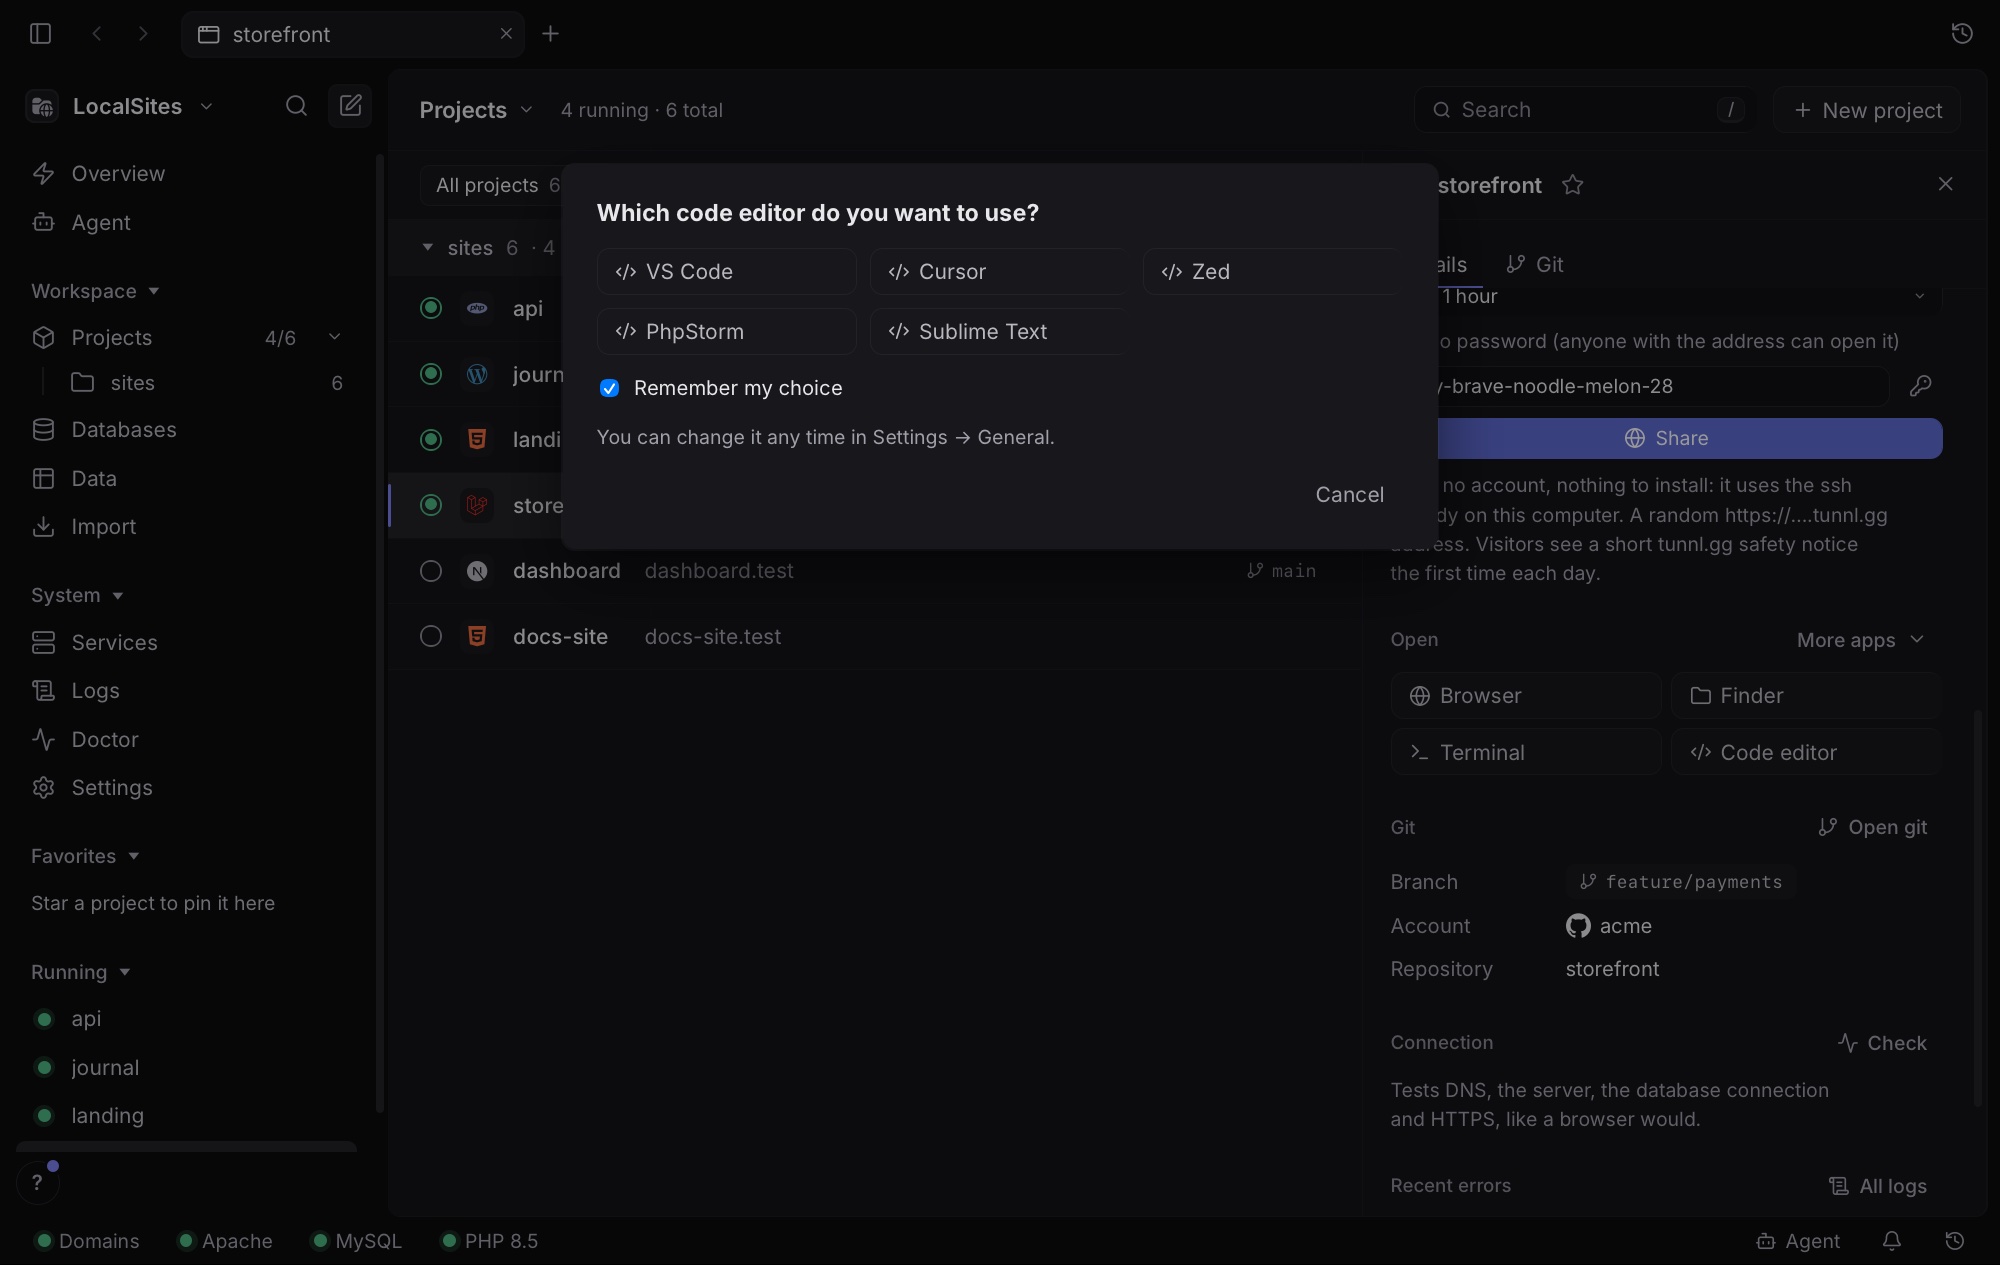 storefront
LocalSites
Overview
Agent
Workspace
Projects 4/6
sites 6
Databases
Data
Import
System
Services
Logs
Doctor
Settings
Favorites
Star a project to pin it here
Running
api
journal
landing
?
Projects 4 running · 6 total
Search /
New project
All projects 6
sites 6 · 4
api
journ
landi
store
dashboard dashboard.test main
docs-site docs-site.test
Which code editor do you want to use?
VS Code Cursor Zed
PhpStorm Sublime Text
Remember my choice
You can change it any time in Settings → General.
Cancel
storefront
ails Git
1 hour
o password (anyone with the address can open it)
y-brave-noodle-melon-28
Share
no account, nothing to install: it uses the ssh
dy on this computer. A random https://....tunnl.gg
address. Visitors see a short tunnl.gg safety notice
the first time each day.
Open More apps
Browser Finder
Terminal Code editor
Git Open git
Branch feature/payments
Account acme
Repository storefront
Connection Check
Tests DNS, the server, the database connection
and HTTPS, like a browser would.
Recent errors All logs
Domains Apache MySQL PHP 8.5 Agent